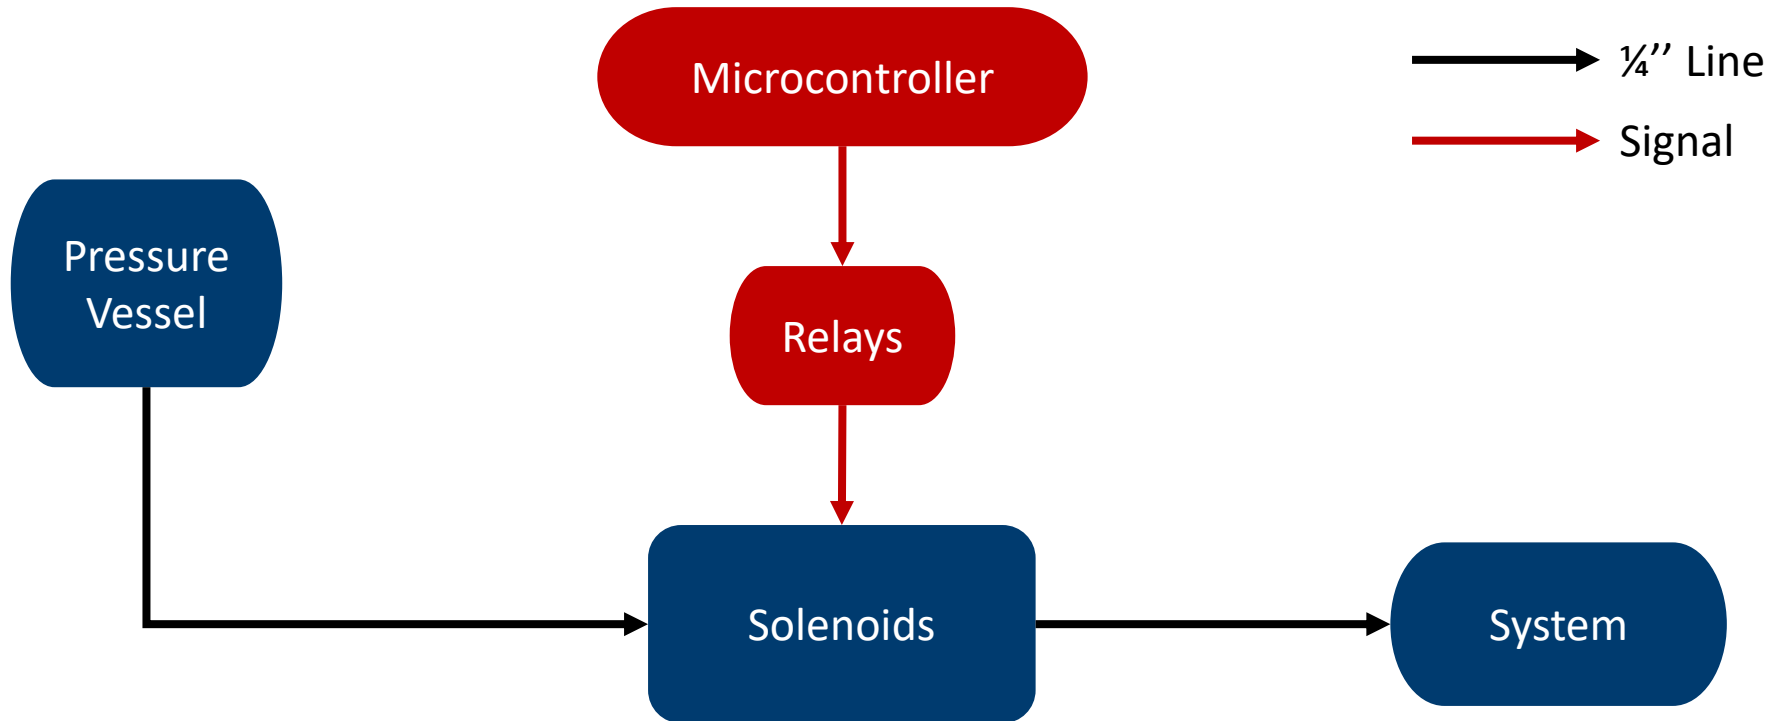 Microcontroller
¼’’ Line
Signal
Pressure
Vessel
Relays
Solenoids
System